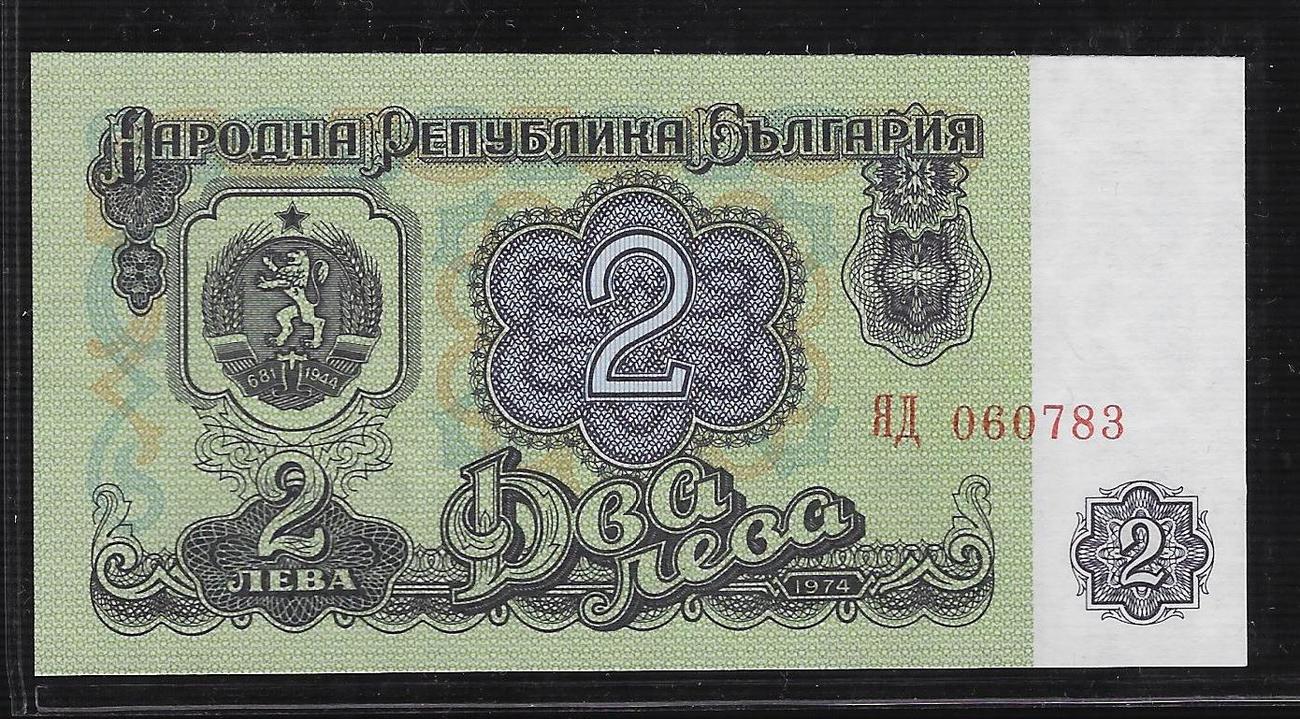 Народна Република България
681 1944
2
ЯД 060783
2
ЛЕВА
Два лева
1974
2